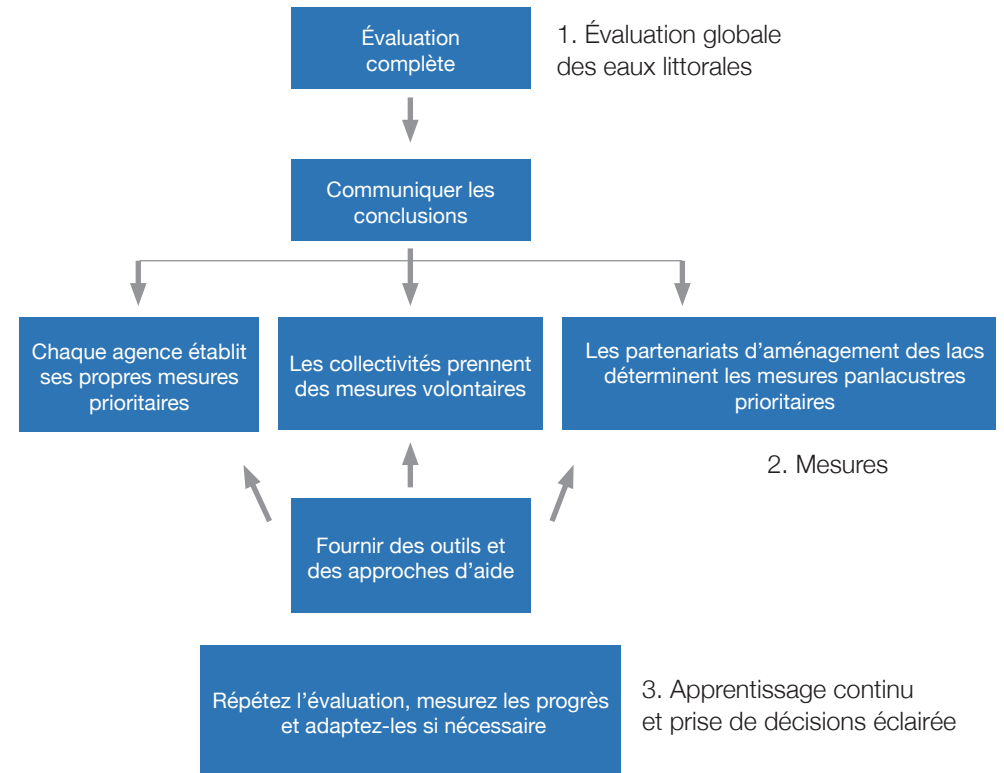 Évaluation
complète
1. Évaluation globale
des eaux littorales
Communiquer les
conclusions
Chaque agence établit
ses propres mesures
prioritaires
Les collectivités prennent
des mesures volontaires
Les partenariats d’aménagement des lacs
déterminent les mesures panlacustres
prioritaires
2. Mesures
Fournir des outils et
des approches d’aide
Répétez l’évaluation, mesurez les progrès
et adaptez-les si nécessaire
3. Apprentissage continu
et prise de décisions éclairée